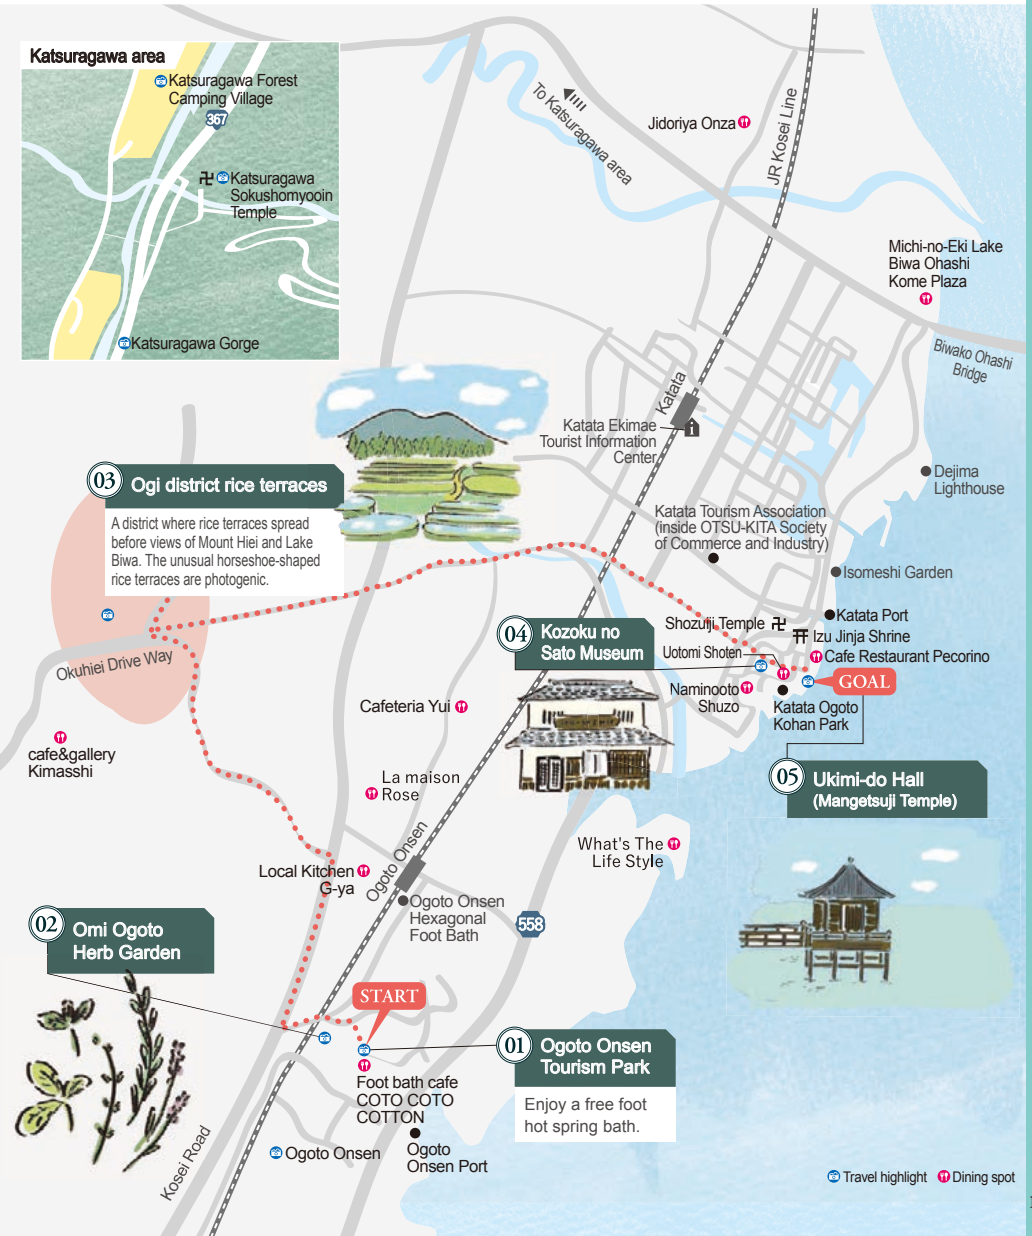 Katsuragawa area
Katsuragawa Forest
Camping Village
367
Katsuragawa
Sokushomyooin
Temple
Katsuragawa Gorge
To Katsuragawa area
Jidoriya Onza
JR Kosei Line
Michi-no-Eki Lake
Biwa Ohashi
Kome Plaza
Biwako Ohashi
Bridge
Katata
Katata Ekimae
Tourist Information
Center
i
Dejima
Lighthouse
03 Ogi district rice terraces
A district where rice terraces spread
before views of Mount Hiei and Lake
Biwa. The unusual horseshoe-shaped
rice terraces are photogenic.
Katata Tourism Association
(inside OTSU-KITA Society
of Commerce and Industry)
Isomeshi Garden
Katata Port
Shozuiji Temple 卍
Izu Jinja Shrine
04 Kozoku no
Sato Museum
Uotomi Shoten
Cafe Restaurant Pecorino
GOAL
Naminooto
Shuzo
Katata Ogoto
Kohan Park
Okuhiei Drive Way
cafe&gallery
Kimasshi
Cafeteria Yui
La maison
Rose
05 Ukimi-do Hall
(Mangetsuji Temple)
What's The
Life Style
Local Kitchen
G-ya
Ogoto Onsen
Ogoto Onsen
Hexagonal
Foot Bath
558
02 Omi Ogoto
Herb Garden
START
01 Ogoto Onsen
Tourism Park
Enjoy a free foot
hot spring bath.
Foot bath cafe
COTO COTO
COTTON
Ogoto Onsen
Ogoto
Onsen Port
Kosei Road
Travel highlight
Dining spot